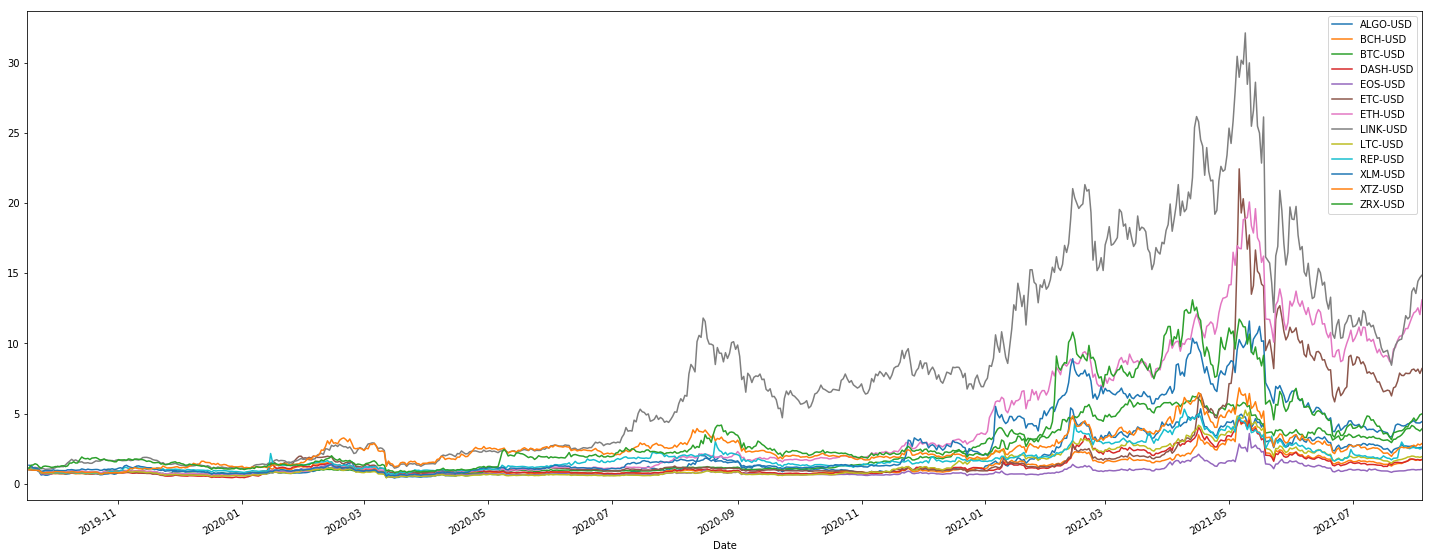 30
25
20
15
10
5
0
2019-11
2020-01
2020-03
2020-05
2020-07
2020-09
2020-11
2021-01
2021-03
2021-05
2021-07
Date
ALGO-USD
BCH-USD
BTC-USD
DASH-USD
EOS-USD
ETC-USD
ETH-USD
LINK-USD
LTC-USD
REP-USD
XLM-USD
XTZ-USD
ZRX-USD